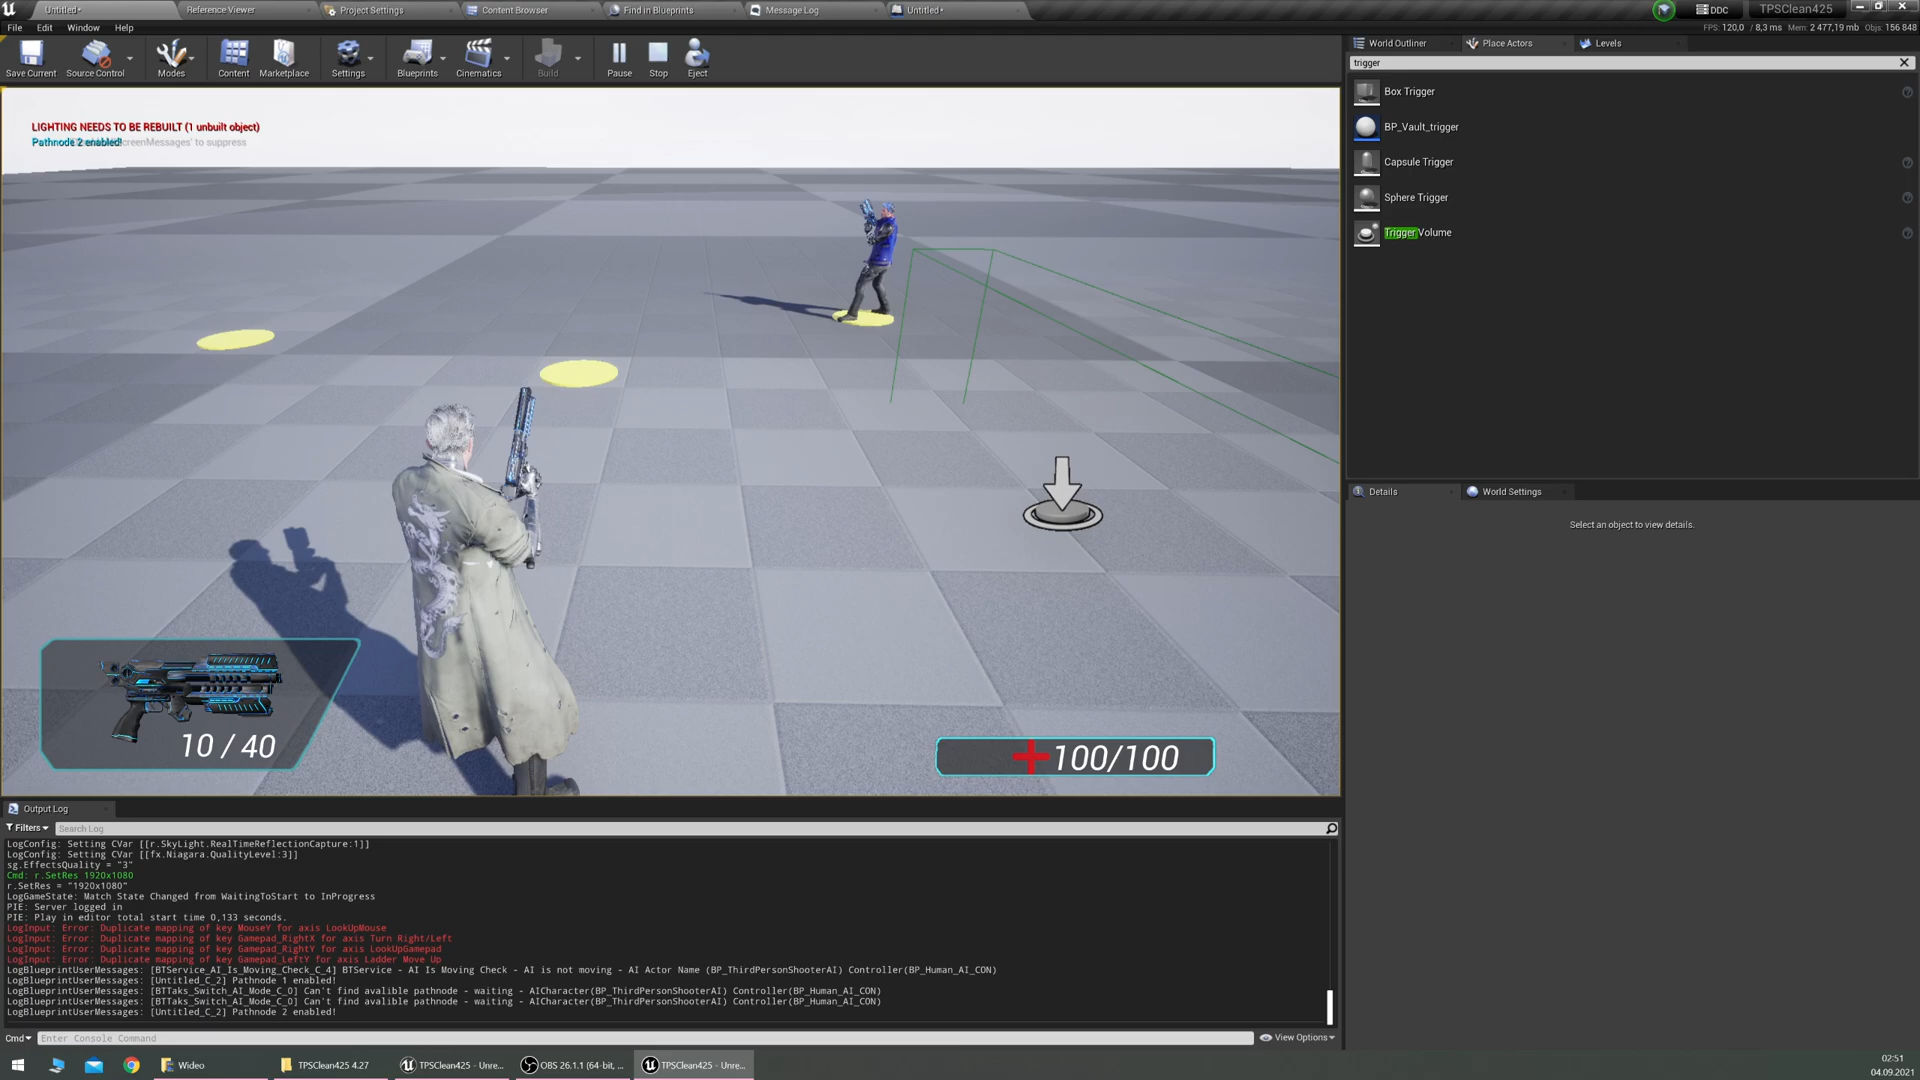 Untitled*
Reference Viewer
Project Settings
Content Browser
Find in Blueprints
Message Log
Untitled*
DDC
TPSClean425
File
Edit
Window
Help
FPS: 120,0 / 8,3 ms Mem: 2 477,19 mb Objs: 156 848
Save Current
Source Control
Modes
Content
Marketplace
Settings
Blueprints
Cinematics
Build
Pause
Stop
Eject
World Outliner
Place Actors
Levels
trigger
Box Trigger
BP_Vault_trigger
Capsule Trigger
Sphere Trigger
Trigger Volume
LIGHTING NEEDS TO BE REBUILT (1 unbuilt object)
Pathnode 2 enabled!
creenMessages' to suppress
10 / 40
100/100
Details
World Settings
Select an object to view details.
Output Log
Filters
Search Log
LogConfig: Setting CVar [[r.SkyLight.RealTimeReflectionCapture:1]]
LogConfig: Setting CVar [[fx.Niagara.QualityLevel:3]]
sg.EffectsQuality = "3"
Cmd: r.SetRes 1920x1080
r.SetRes = "1920x1080"
LogGameState: Match State Changed from WaitingToStart to InProgress
PIE: Server logged in
PIE: Play in editor total start time 0,133 seconds.
LogInput: Error: Duplicate mapping of key MouseY for axis LookUpMouse
LogInput: Error: Duplicate mapping of key Gamepad_RightX for axis Turn Right/Left
LogInput: Error: Duplicate mapping of key Gamepad_RightY for axis LookUpGamepad
LogInput: Error: Duplicate mapping of key Gamepad_LeftY for axis Ladder Move Up
LogBlueprintUserMessages: [BTService_AI_Is_Moving_Check_C_4] BTService - AI Is Moving Check - AI is not moving - AI Actor Name (BP_ThirdPersonShooterAI) Controller(BP_Human_AI_CON)
LogBlueprintUserMessages: [Untitled_C_2] Pathnode 1 enabled!
LogBlueprintUserMessages: [BTTaks_Switch_AI_Mode_C_0] Can't find avalible pathnode - waiting - AICharacter(BP_ThirdPersonShooterAI) Controller(BP_Human_AI_CON)
LogBlueprintUserMessages: [BTTaks_Switch_AI_Mode_C_0] Can't find avalible pathnode - waiting - AICharacter(BP_ThirdPersonShooterAI) Controller(BP_Human_AI_CON)
LogBlueprintUserMessages: [Untitled_C_2] Pathnode 2 enabled!
Cmd
Enter Console Command
View Options
Wideo
TPSClean425 4.27
TPSClean425 - Unre...
OBS 26.1.1 (64-bit, ...
TPSClean425 - Unre...
02:51
04.09.2021